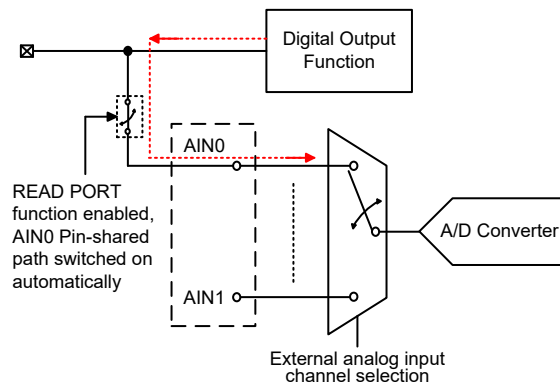 Digital Output
Function
AIN0
READ PORT
function enabled,
AIN0 Pin-shared
path switched on
automatically
A/D Converter
AIN1
External analog input
channel selection